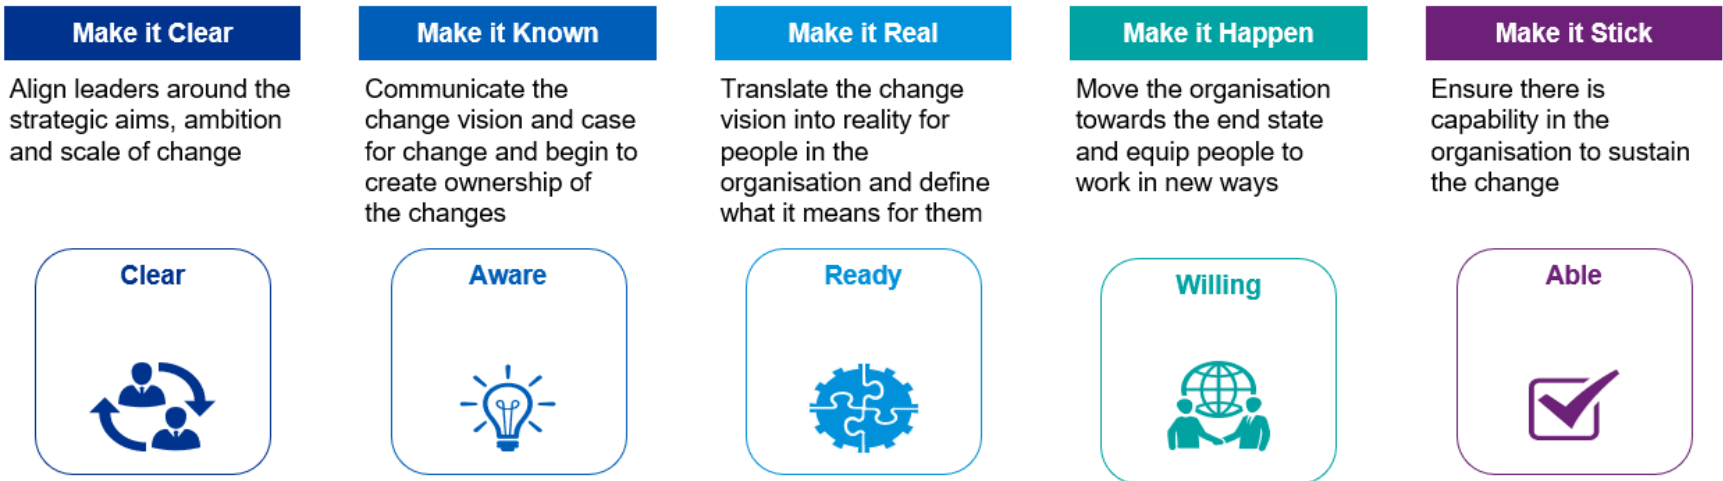 Make it Clear
Align leaders around the
strategic aims, ambition
and scale of change
Clear
Make it Known
Communicate the
change vision and case
for change and begin to
create ownership of
the changes
Aware
Make it Real
Translate the change
vision into reality for
people in the
organisation and define
what it means for them
Ready
Make it Happen
Move the organisation
towards the end state
and equip people to
work in new ways
Willing
Make it Stick
Ensure there is
capability in the
organisation to sustain
the change
Able